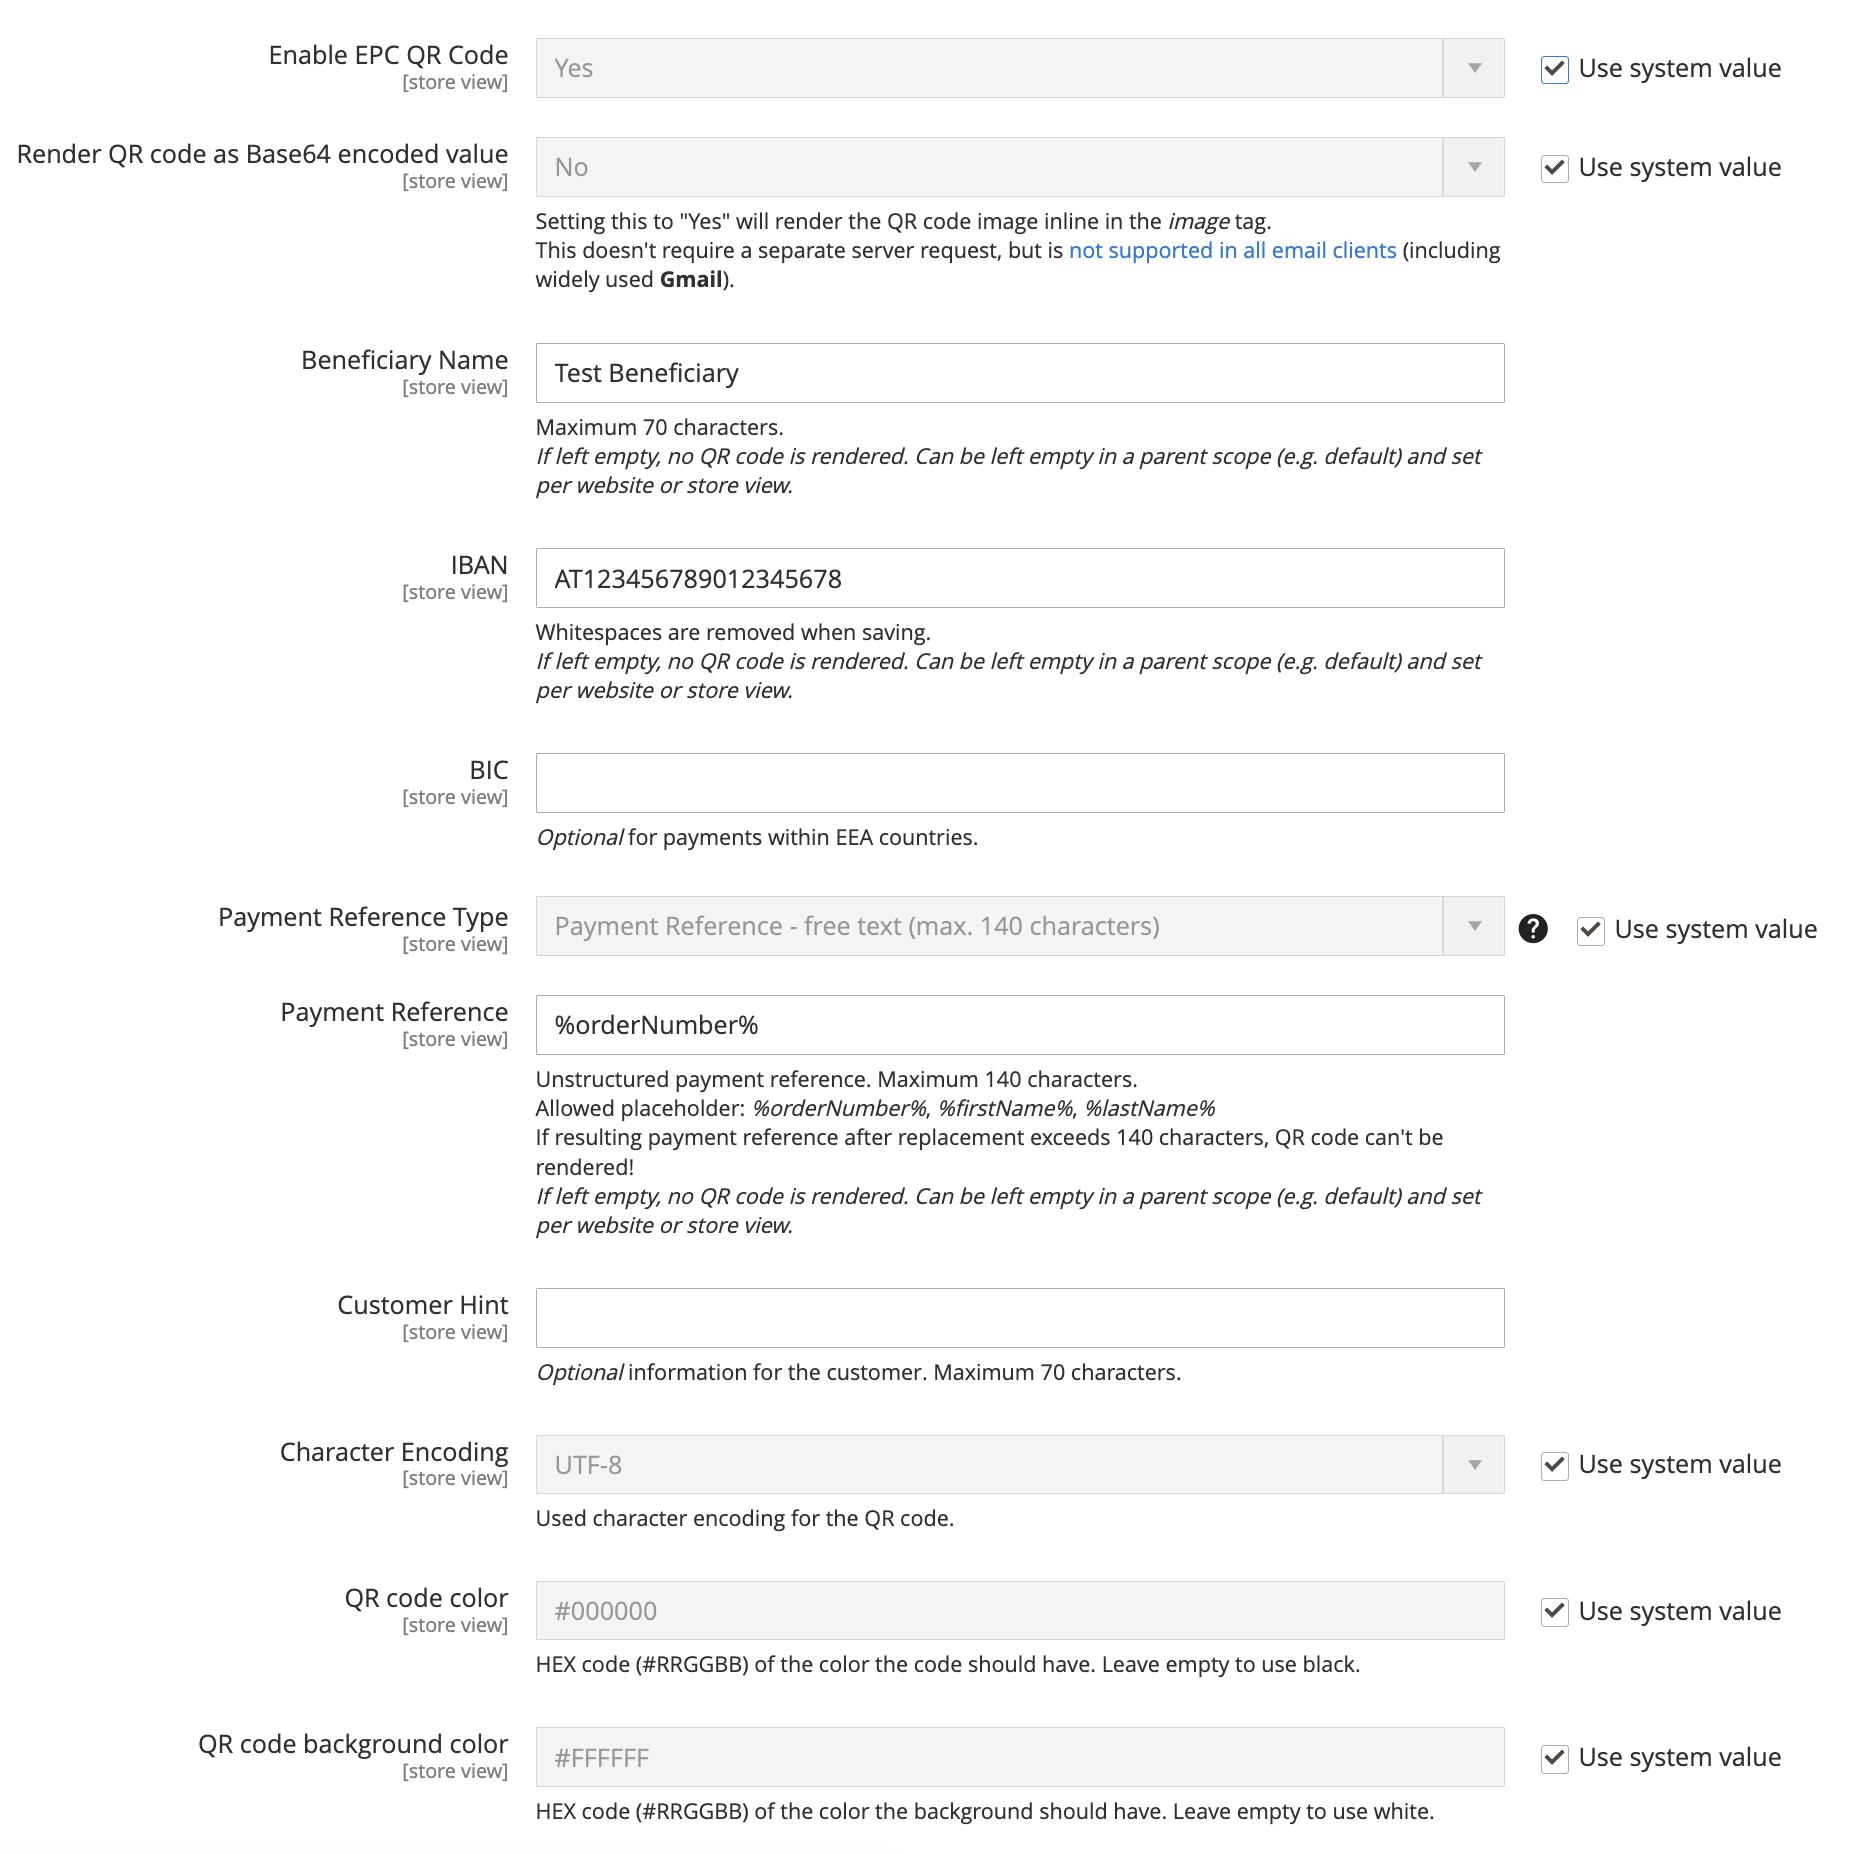 Enable EPC QR Code
[store view]
Yes
Use system value
Render QR code as Base64 encoded value
[store view]
No
Use system value
Setting this to "Yes" will render the QR code image inline in the image tag.
This doesn't require a separate server request, but is not supported in all email clients (including
widely used Gmail).
Beneficiary Name
[store view]
Test Beneficiary
Maximum 70 characters.
If left empty, no QR code is rendered. Can be left empty in a parent scope (e.g. default) and set
per website or store view.
IBAN
[store view]
AT123456789012345678
Whitespaces are removed when saving.
If left empty, no QR code is rendered. Can be left empty in a parent scope (e.g. default) and set
per website or store view.
BIC
[store view]
Optional for payments within EEA countries.
Payment Reference Type
[store view]
Payment Reference - free text (max. 140 characters)
?
Use system value
Payment Reference
[store view]
%orderNumber%
Unstructured payment reference. Maximum 140 characters.
Allowed placeholder: %orderNumber%, %firstName%, %lastName%
If resulting payment reference after replacement exceeds 140 characters, QR code can't be
rendered!
If left empty, no QR code is rendered. Can be left empty in a parent scope (e.g. default) and set
per website or store view.
Customer Hint
[store view]
Optional information for the customer. Maximum 70 characters.
Character Encoding
[store view]
UTF-8
Use system value
Used character encoding for the QR code.
QR code color
[store view]
#000000
Use system value
HEX code (#RRGGBB) of the color the code should have. Leave empty to use black.
QR code background color
[store view]
#FFFFFF
Use system value
HEX code (#RRGGBB) of the color the background should have. Leave empty to use white.